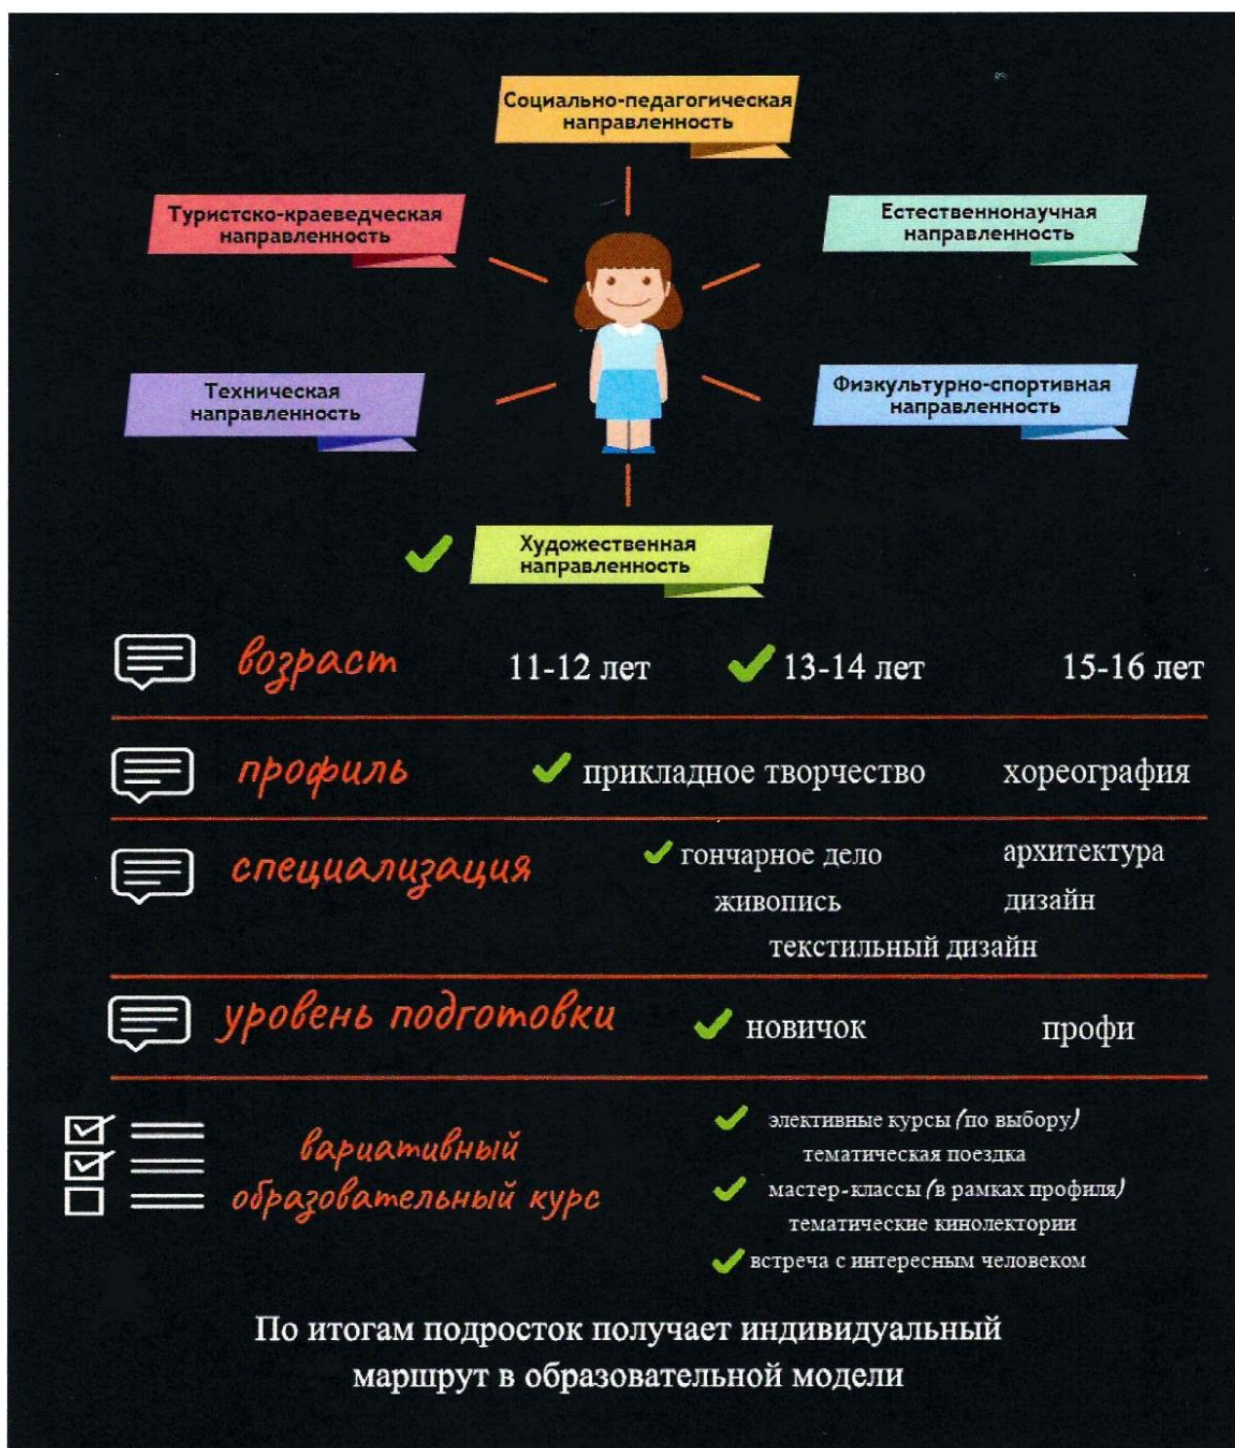 Социально-педагогическая
направленность
Туристско-краеведческая
направленность
Естественнонаучная
направленность
Техническая
направленность
Физкультурно-спортивная
направленность
Художественная
направленность
возраст 11-12 лет 13-14 лет 15-16 лет
профиль прикладное творчество хореография
специализация гончарное дело архитектура
живопись дизайн
текстильный дизайн
уровень подготовки новичок профи
вариативный
образовательный курс
элективные курсы (по выбору)
тематическая поездка
мастер-классы (в рамках профиля)
тематические кинолектории
встреча с интересным человеком
По итогам подросток получает индивидуальный
маршрут в образовательной модели